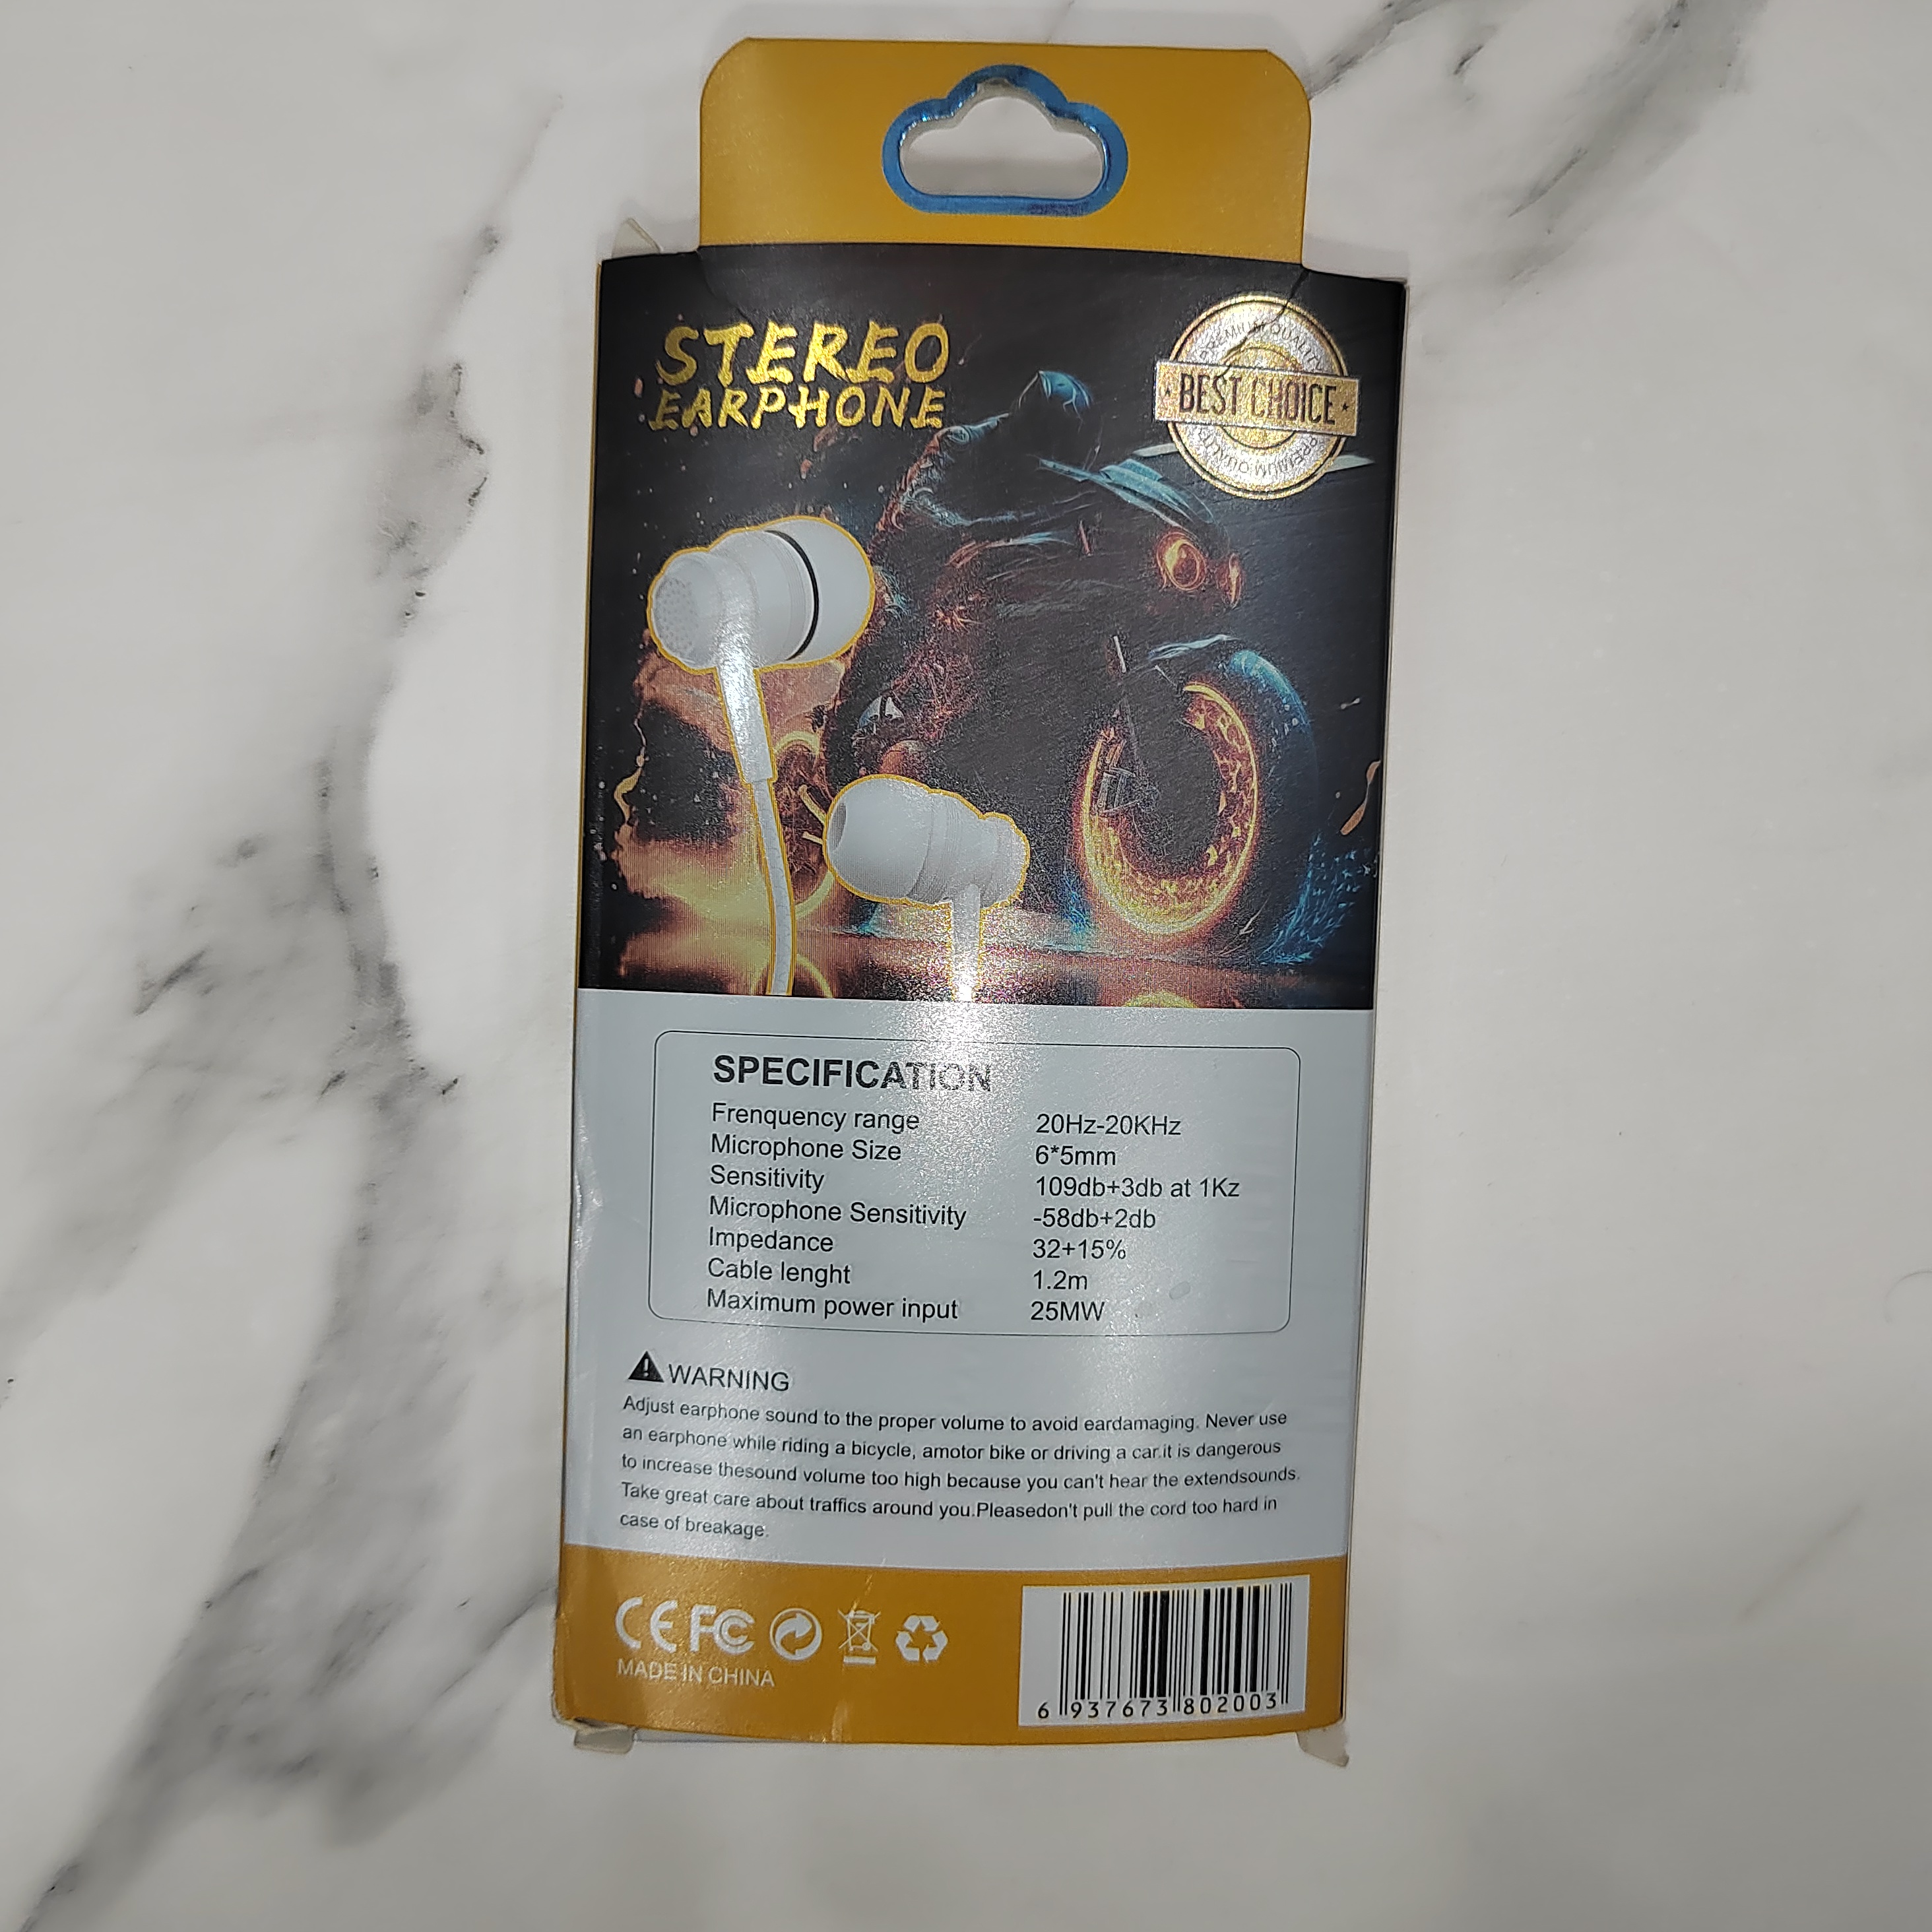 STEREO
EARPHONE
PREMIUM QUALITY
BEST CHOICE
PREMIUM QUALITY
SPECIFICATION
Frenquency range 20Hz-20KHz
Microphone Size 6*5mm
Sensitivity 109db+3db at 1Kz
Microphone Sensitivity -58db+2db
Impedance 32+15%
Cable lenght 1.2m
Maximum power input 25MW
WARNING
Adjust earphone sound to the proper volume to avoid eardamaging. Never use
an earphone while riding a bicycle, amotor bike or driving a car.it is dangerous
to increase thesound volume too high because you can't hear the extendsounds.
Take great care about traffics around you.Pleasedon't pull the cord too hard in
case of breakage.
CE FC
MADE IN CHINA
6 937673 802003